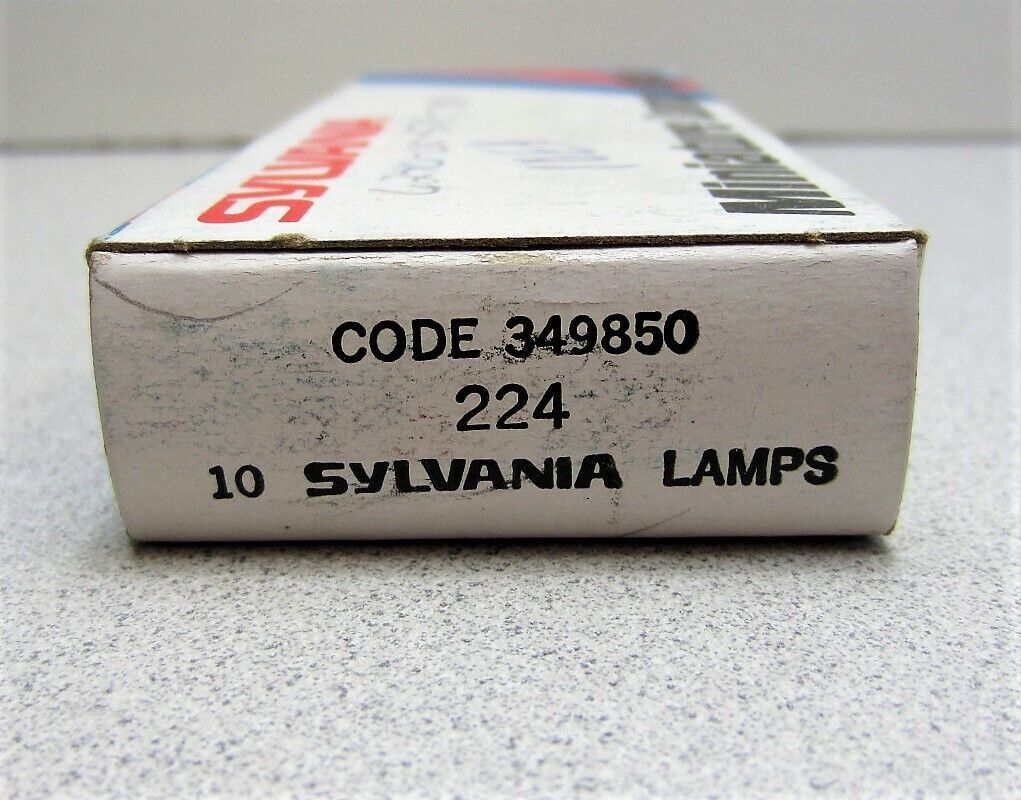 SYLVANIA
CODE 349850
224
10 SYLVANIA LAMPS